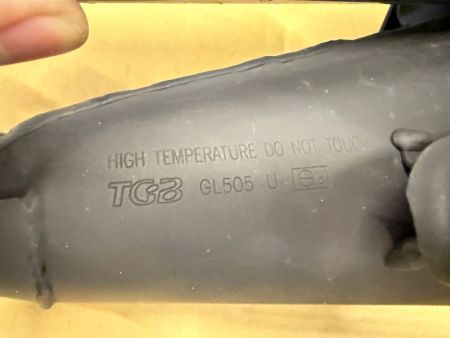 HIGH TEMPERATURE DO NOT TOUCH
TGB GL505 U